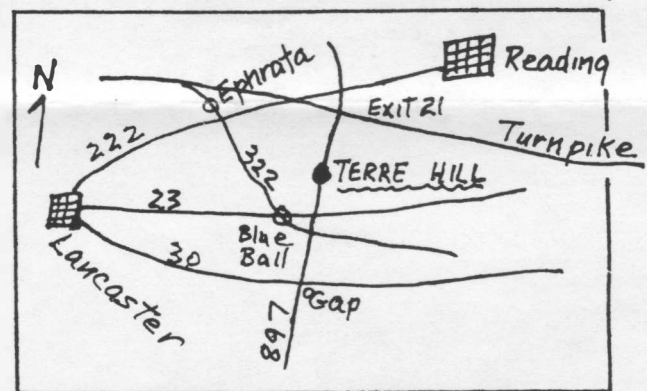 Reading
N
Ephrata
Exit 21
Turnpike
222
322
TERRE HILL
23
Blue
Ball
Lancaster
30
Gap
897